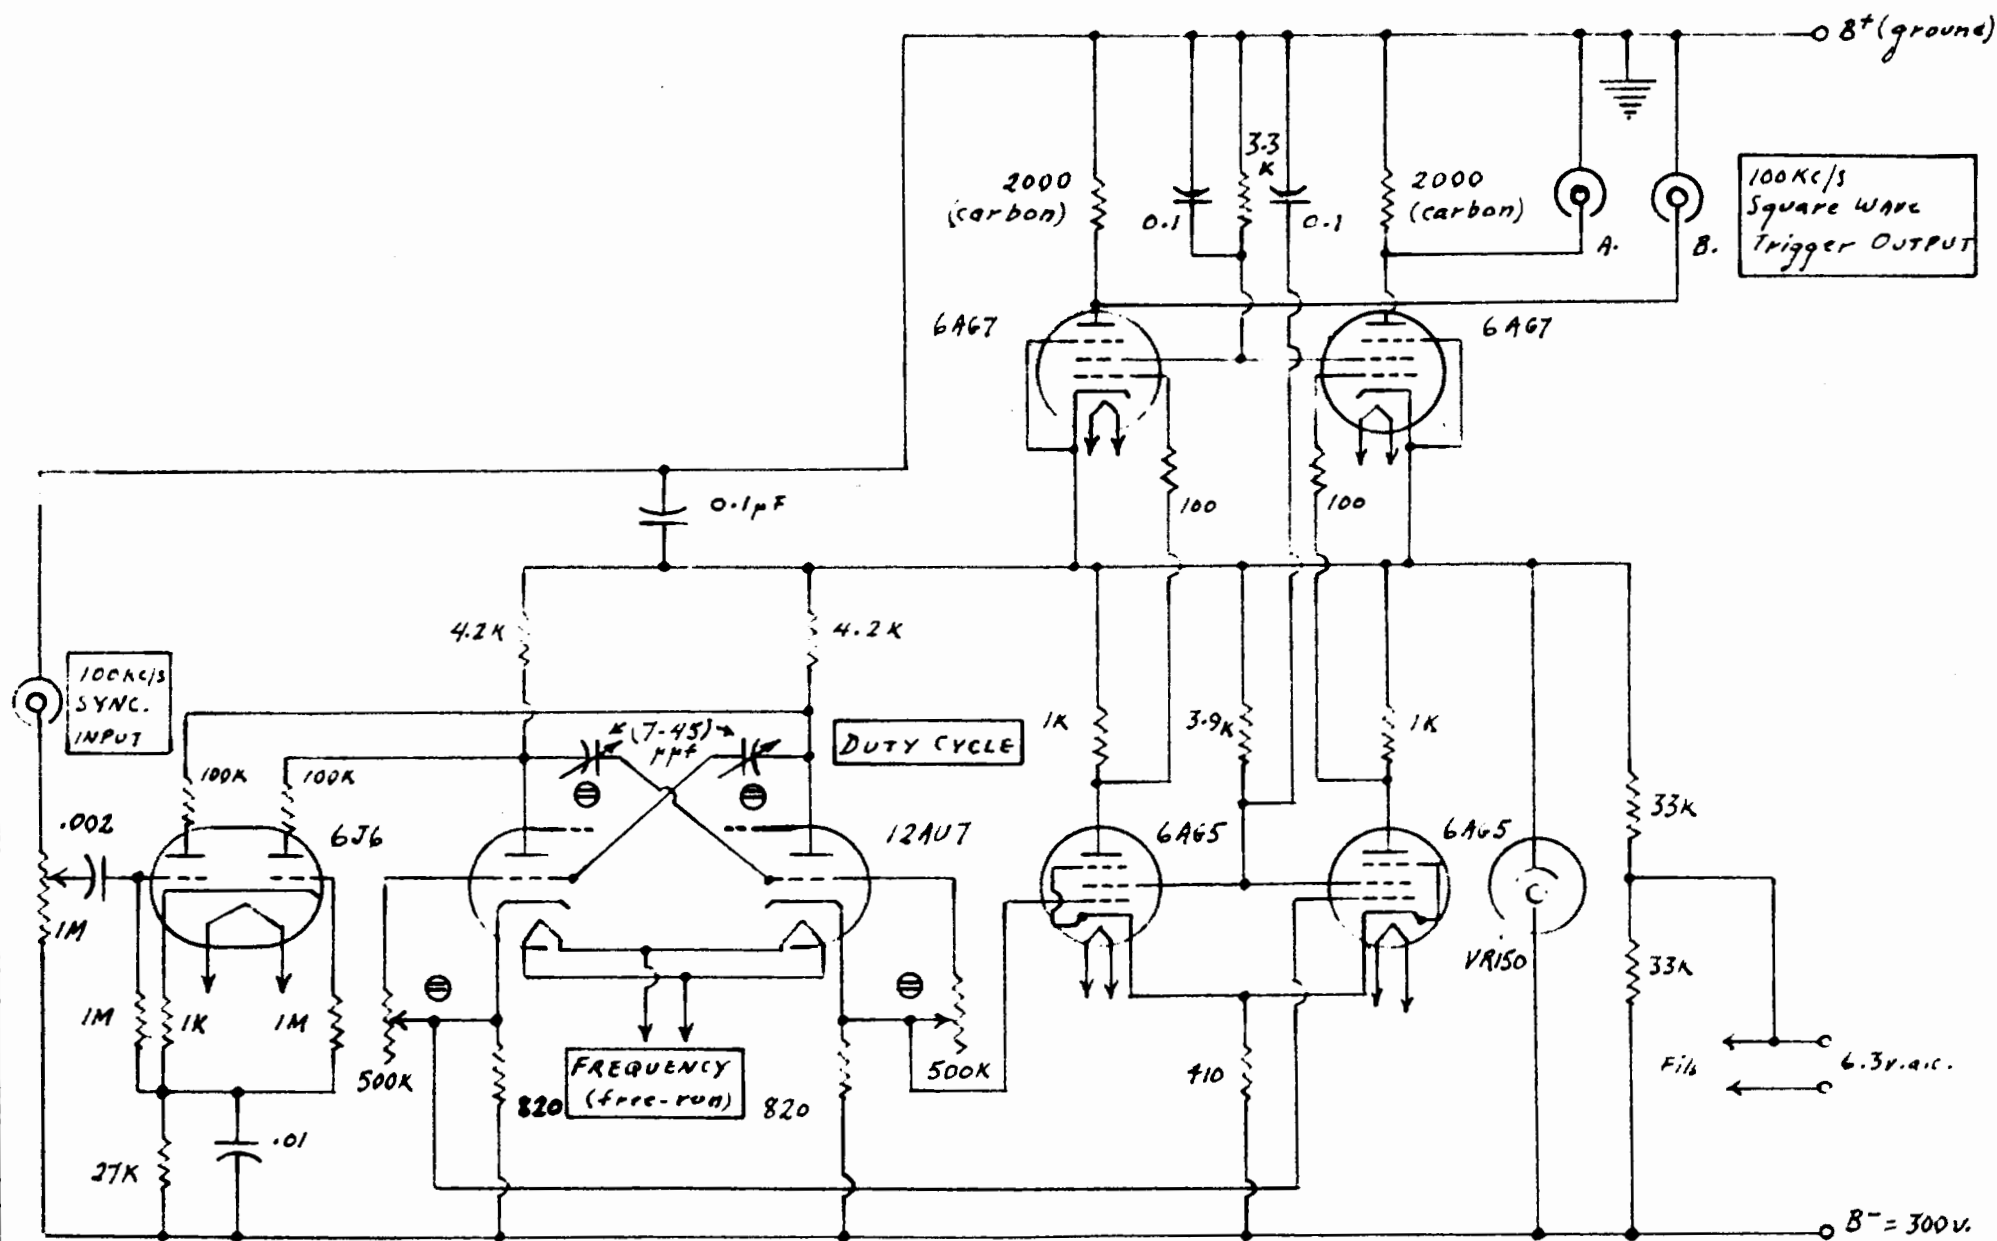 B+ (ground)
3.3
K
2000
(carbon)
0.1
0.1
2000
(carbon)
A.
B.
100Kc/s
Square WAVE
Trigger OUTPUT
6AG7
6AG7
0.1µF
100
100
4.2K
4.2K
100Kc/s
SYNC.
INPUT
(7-45)
µµf
DUTY CYCLE
1K
3.9K
1K
100K
100K
33K
.002
6J6
12AU7
6AG5
6AG5
1M
VR150
33K
1M
1K
1M
500K
820
FREQUENCY
(free-run)
820
500K
410
Fils
6.3v.a.c.
27K
.01
B- = 300v.